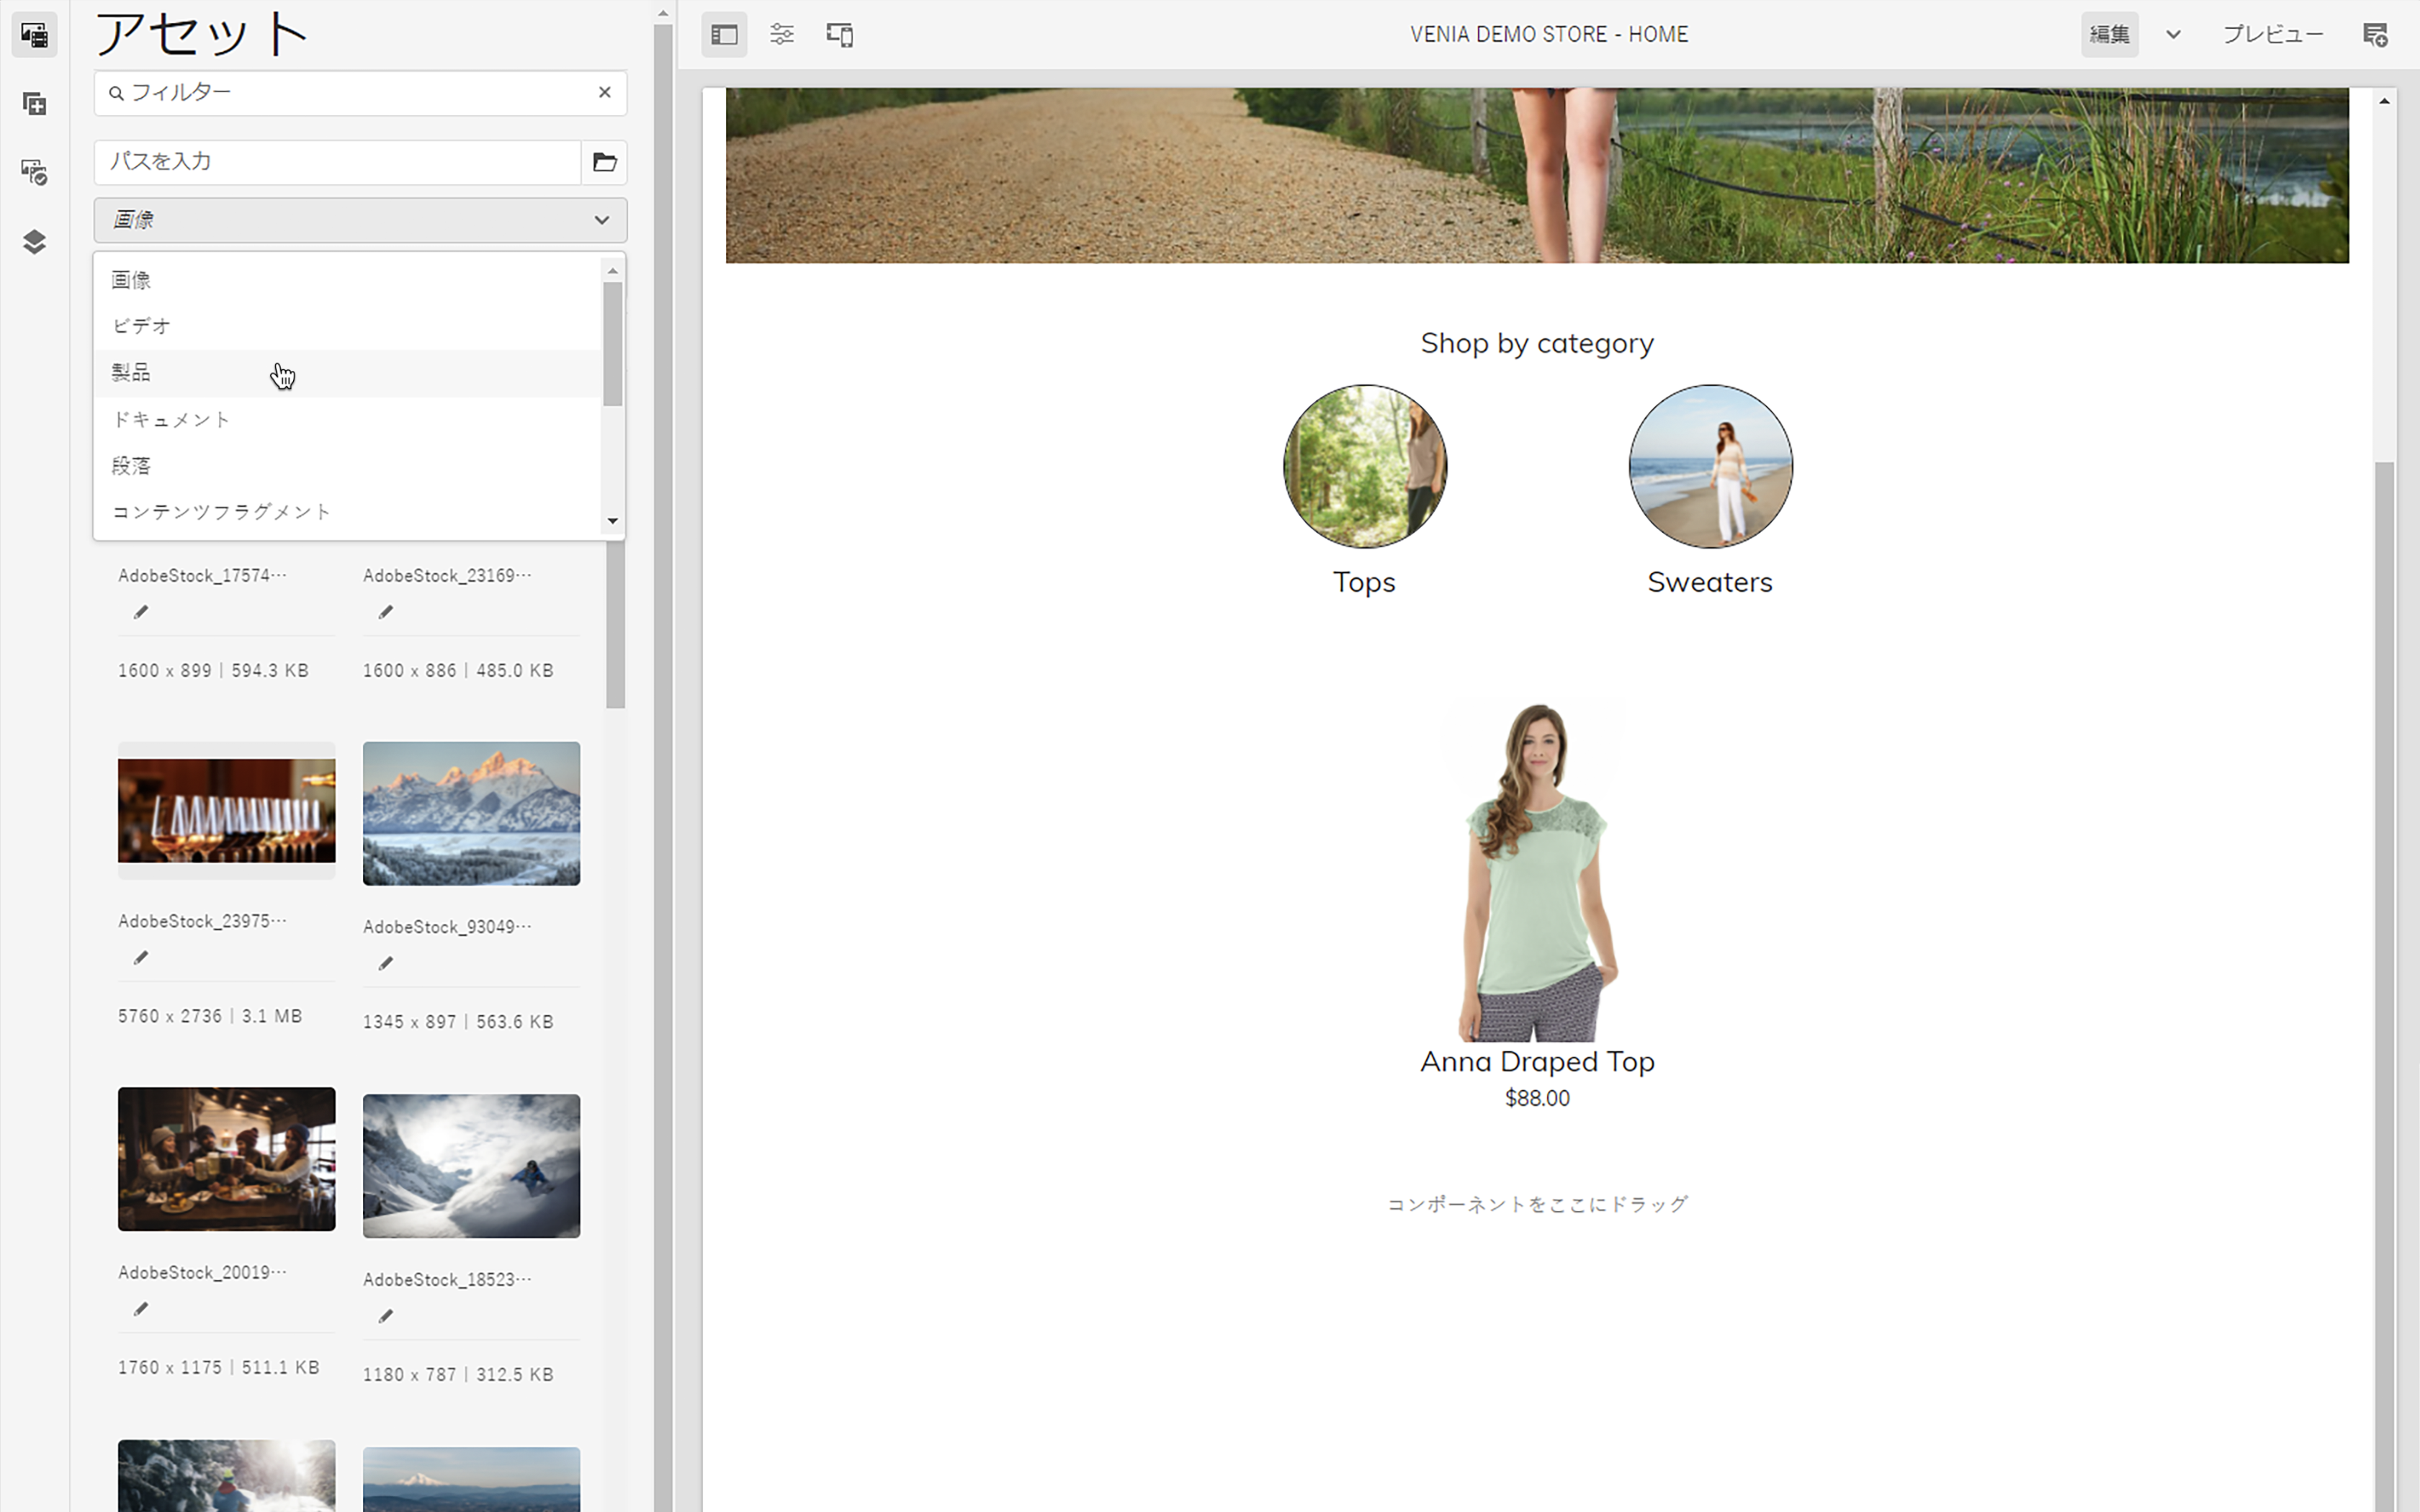 アセット
フィルター
パスを入力
画像
画像
ビデオ
製品
ドキュメント
段落
コンテンツフラグメント
AdobeStock_17574…
AdobeStock_23169…
1600 x 899 | 594.3 KB
1600 x 886 | 485.0 KB
AdobeStock_23975…
AdobeStock_93049…
5760 x 2736 | 3.1 MB
1345 x 897 | 563.6 KB
AdobeStock_20019…
AdobeStock_18523…
1760 x 1175 | 511.1 KB
1180 x 787 | 312.5 KB
VENIA DEMO STORE - HOME
編集
プレビュー
Shop by category
Tops
Sweaters
Anna Draped Top
$88.00
コンポーネントをここにドラッグ